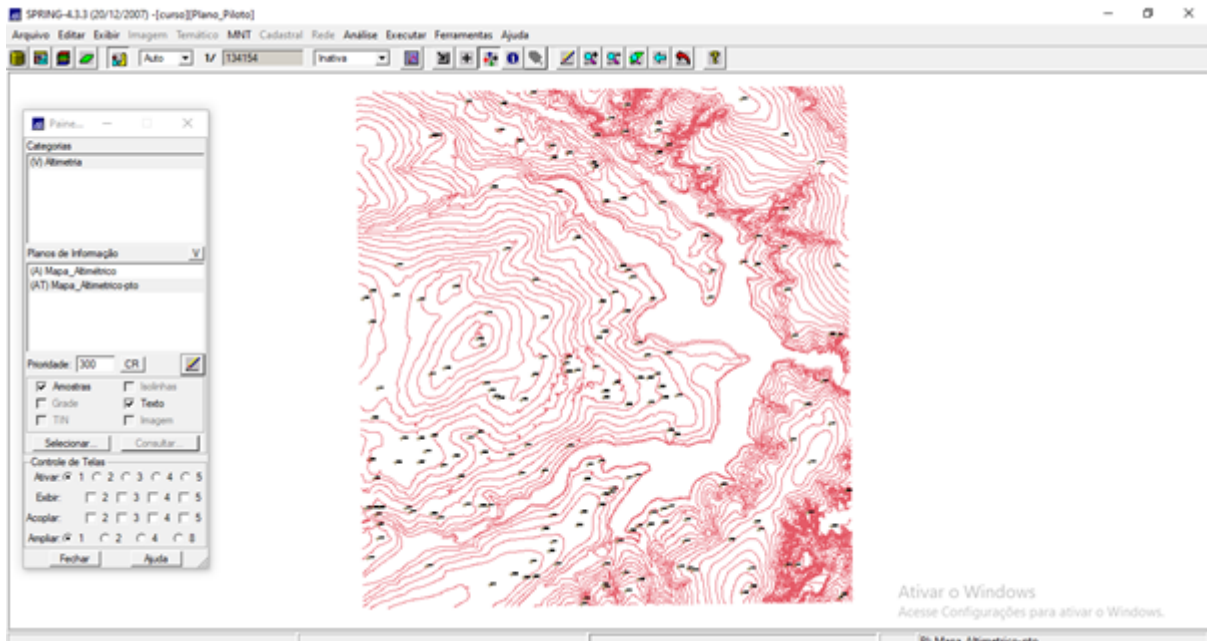 SPRING-4.3.3 (20/12/2007) -[curso][Plano_Piloto]
Arquivo Editar Exibir Imagem Temático MNT Cadastral Rede Análise Executar Ferramentas Ajuda
Auto 1/ 134154 Inativa
Paine...
Categorias
(V) Altimetria
Planos de Informação V
(A) Mapa_Altimétrico
(AT) Mapa_Altimetrico-pto
Prioridade: 300 CR
Amostras Isolinhas
Grade Texto
TIN Imagem
Selecionar... Consultar...
Controle de Telas
Ativar: 1 2 3 4 5
Exibir: 2 3 4 5
Acoplar: 2 3 4 5
Ampliar: 1 2 4 8
Fechar Ajuda
Ativar o Windows
Acesse Configurações para ativar o Windows.
PI: Mapa_Altimetrico-pto